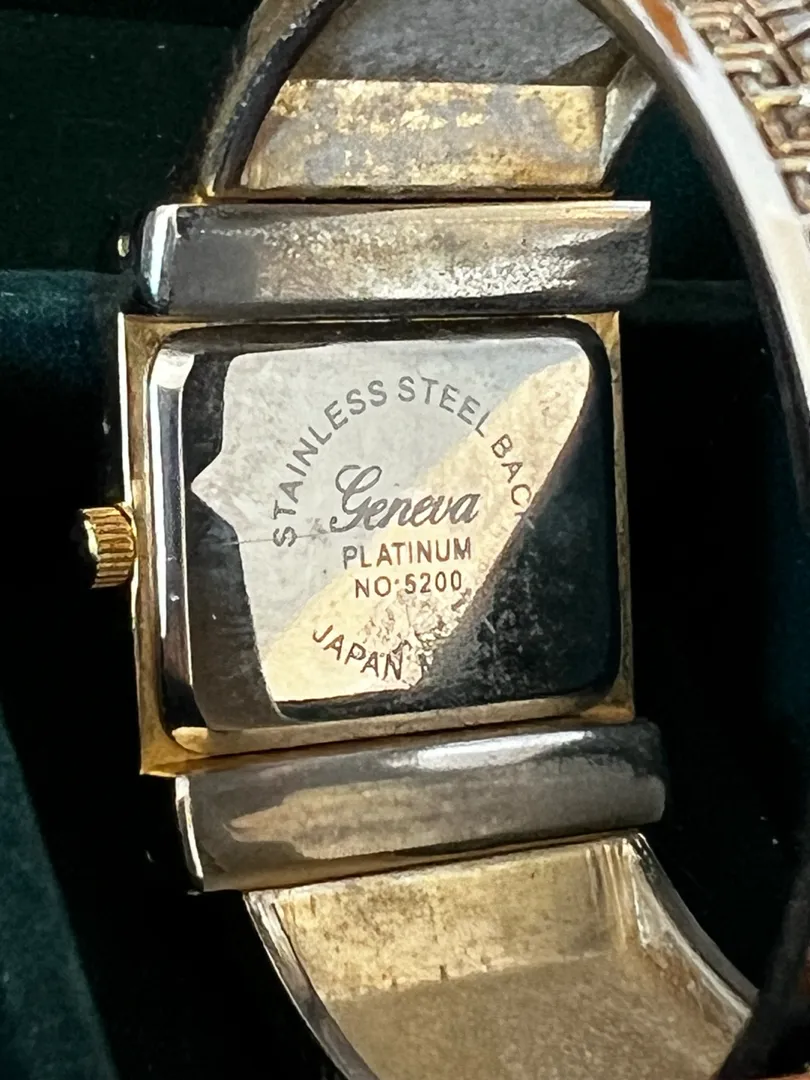 STAINLESS STEEL BACK
Geneva
PLATINUM
NO:5200
JAPAN